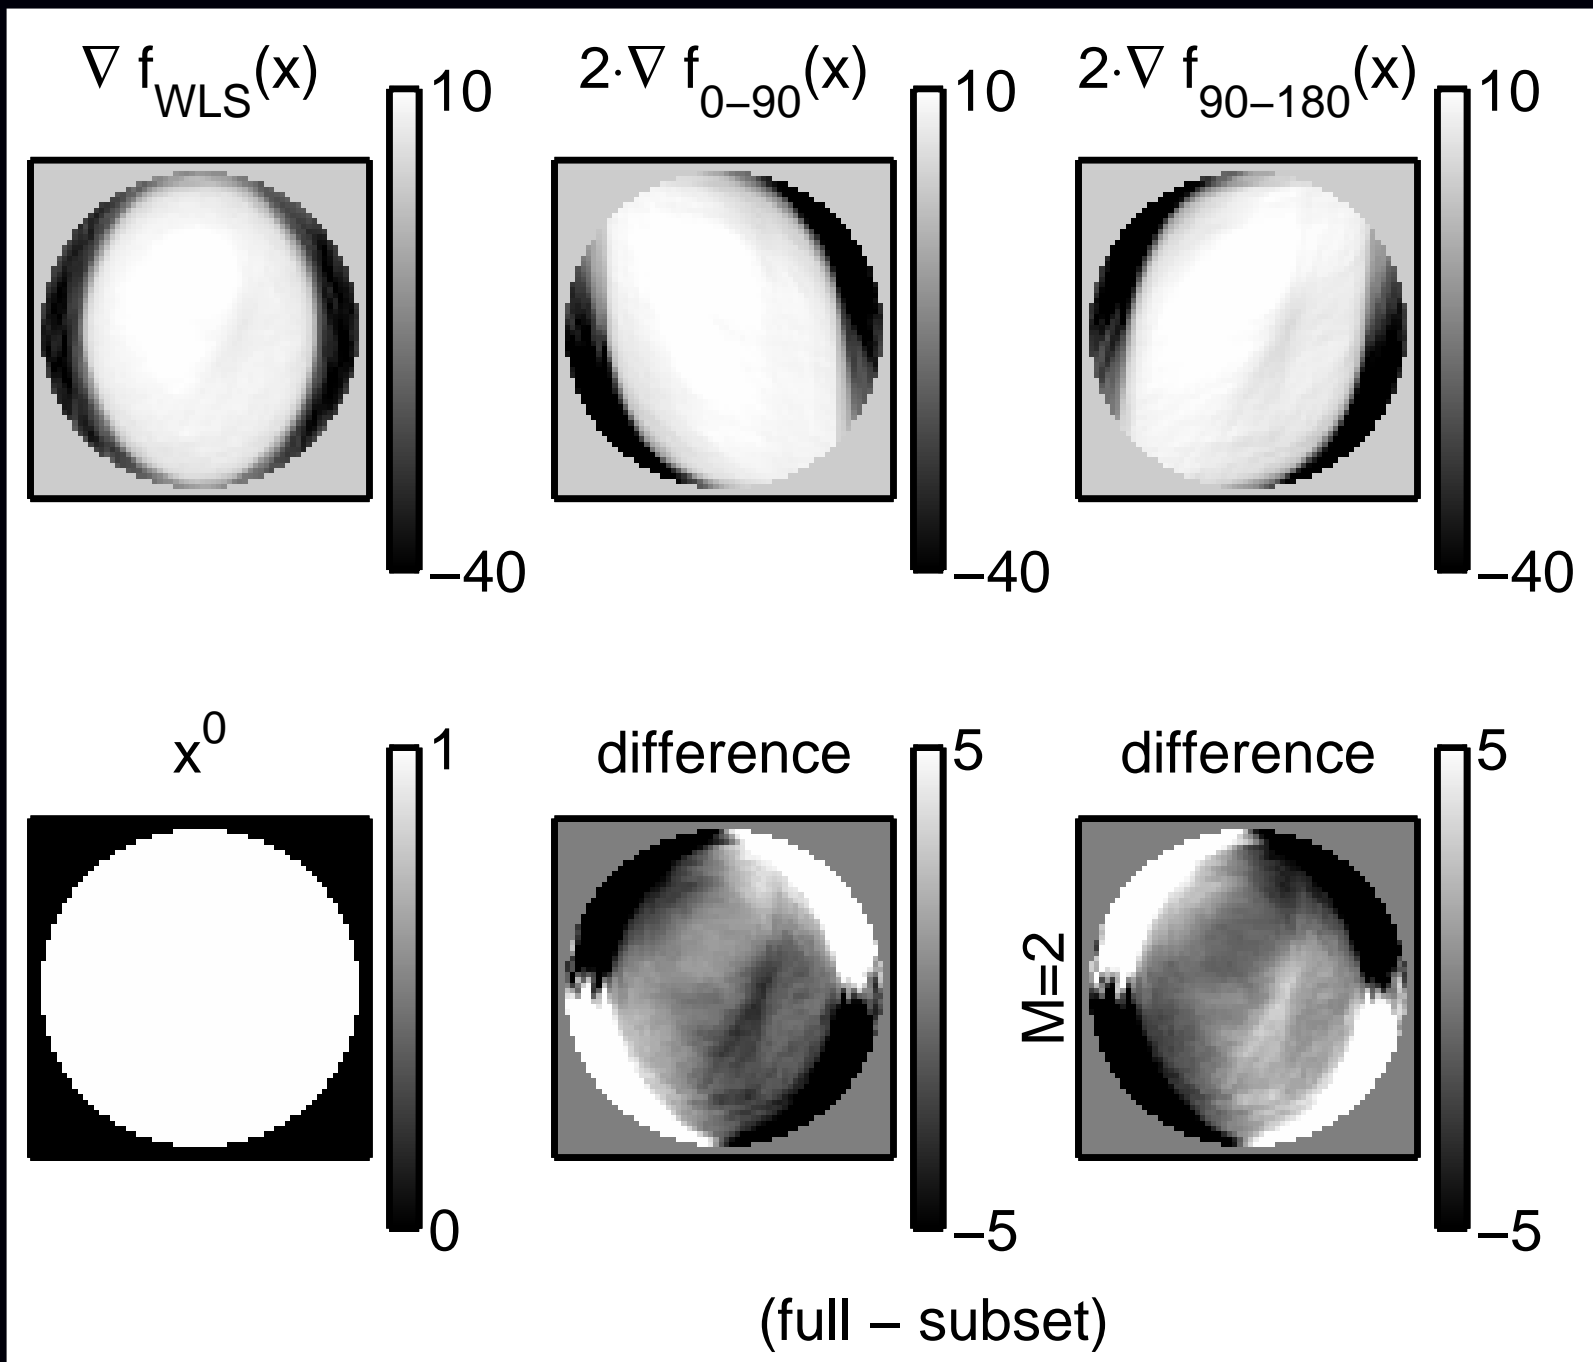 ∇ f_WLS(x)
10
−40
2·∇ f_0−90(x)
10
−40
2·∇ f_90−180(x)
10
−40
x^0
1
0
difference
5
−5
M=2
difference
5
−5
(full − subset)